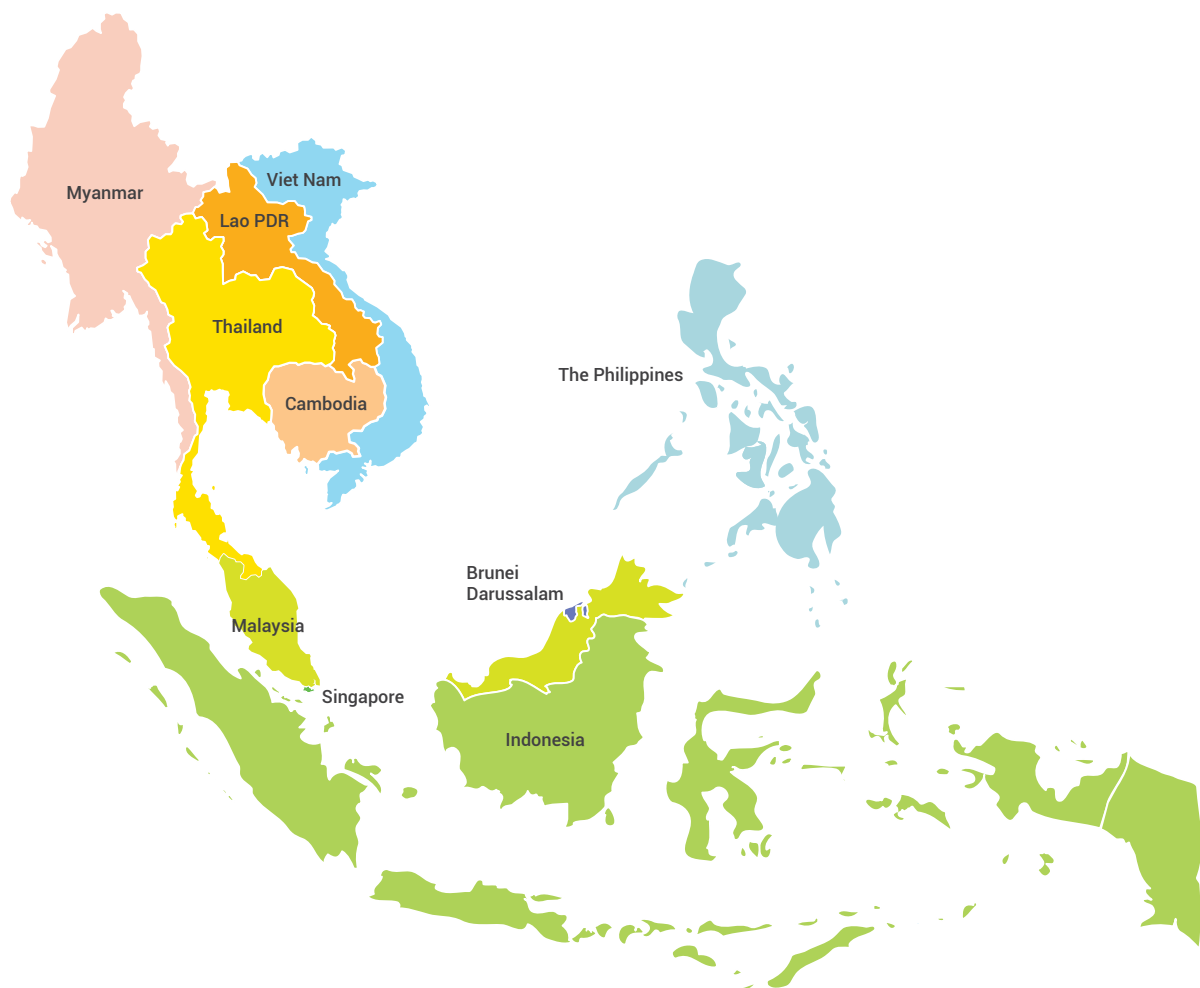 Viet Nam
Myanmar
Lao PDR
Thailand
The Philippines
Cambodia
Brunei
Darussalam
Malaysia
Singapore
Indonesia